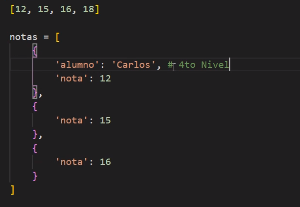 [12, 15, 16, 18]
notas = [
{
'alumno': 'Carlos', # 4to Nivel
'nota': 12
},
{
'nota': 15
},
{
'nota': 16
}
]